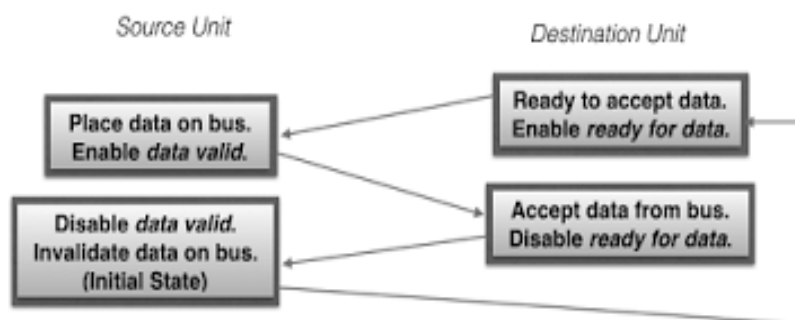 Source Unit
Destination Unit
Ready to accept data.
Enable ready for data.
Place data on bus.
Enable data valid.
Accept data from bus.
Disable ready for data.
Disable data valid.
Invalidate data on bus.
(Initial State)